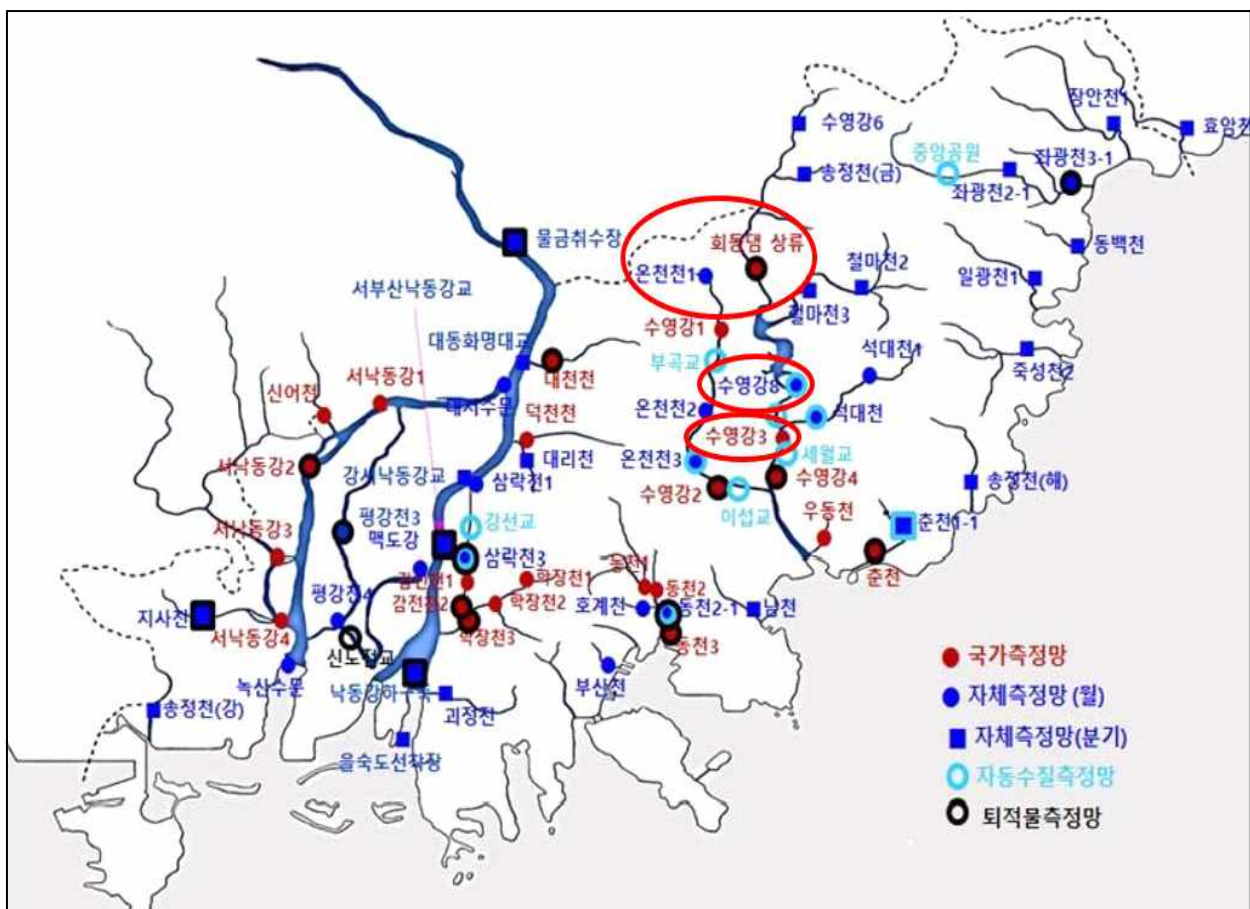 장안천1
수영강6
효암천
중앙공원
좌광천3-1
송정천(금)
좌광천2-1
물금취수장
회동댐 상류
동백천
온천천1
철마천2
일광천1
서부산낙동강교
철마천3
수영강1
대동화명대교
석대천1
부곡교
죽성천2
서낙동강1
대천천
수영강8
신어천
대저수문
덕천천
온천천2
석대천
수영강3
서낙동강2
강서낙동강교
대리천
온천천3
세월교
삼락천1
수영강2
수영강4
송정천(해)
이섭교
평강천3
강선교
우동천
춘천1-1
서낙동강3
맥도강
삼락천3
춘천
감전천1
학장천1
동천1
동천2
지사천
평강천4
감전천2
학장천2
호계천
동천2-1
남천
서낙동강4
학장천3
동천3
신노전교
국가측정망
녹산수문
낙동강하구둑
부산천
자체측정망 (월)
송정천(강)
괴정천
자체측정망(분기)
을숙도선착장
자동수질측정망
퇴적물측정망